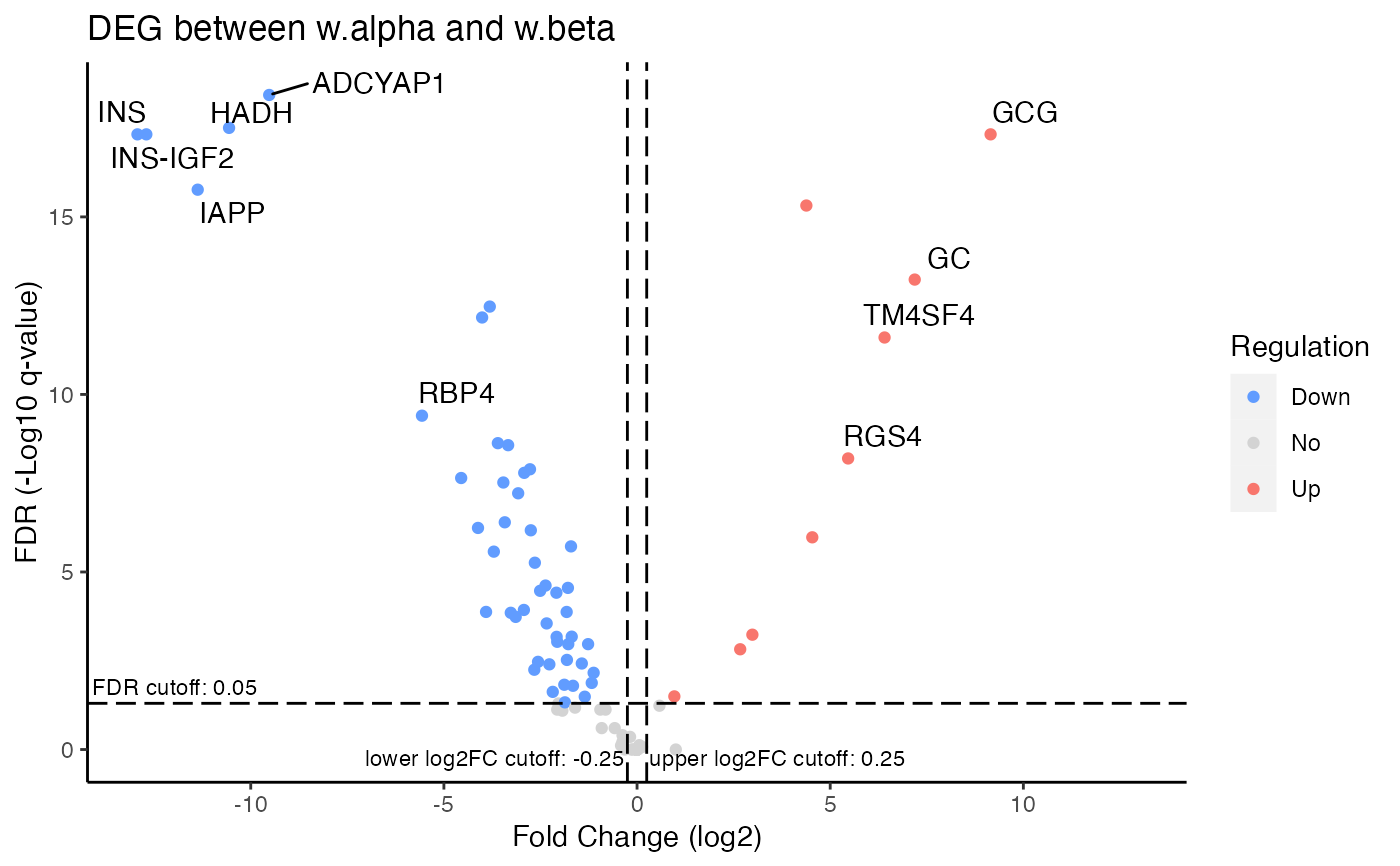 DEG between w.alpha and w.beta
ADCYAP1
INS
HADH
GCG
INS-IGF2
IAPP
GC
TM4SF4
RBP4
RGS4
FDR cutoff: 0.05
lower log2FC cutoff: -0.25
upper log2FC cutoff: 0.25
FDR (-Log10 q-value)
15
10
5
0
-10
-5
0
5
10
Fold Change (log2)
Regulation
Down
No
Up